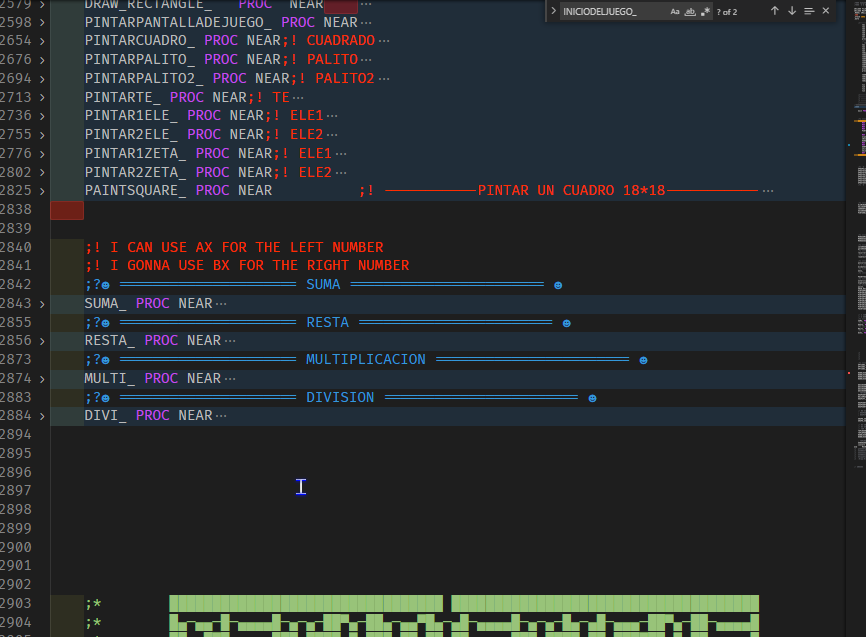 INICIODELJUEGO_ Aa ab .* ? of 2
2579 DRAW_RECTANGLE_ PROC NEAR ...
2598 PINTARPANTALLADEJUEGO_ PROC NEAR ...
2654 PINTARCUADRO_ PROC NEAR;! CUADRADO ...
2676 PINTARPALITO_ PROC NEAR;! PALITO ...
2694 PINTARPALITO2_ PROC NEAR;! PALITO2 ...
2713 PINTARTE_ PROC NEAR;! TE ...
2736 PINTAR1ELE_ PROC NEAR;! ELE1 ...
2755 PINTAR2ELE_ PROC NEAR;! ELE2 ...
2776 PINTAR1ZETA_ PROC NEAR;! ELE1 ...
2802 PINTAR2ZETA_ PROC NEAR;! ELE2 ...
2825 PAINTSQUARE_ PROC NEAR ;! ——————————— PINTAR UN CUADRO 18*18 ——————————— ...
2838
2839
2840 ;! I CAN USE AX FOR THE LEFT NUMBER
2841 ;! I GONNA USE BX FOR THE RIGHT NUMBER
2842 ;?☻ ═════════════════════ SUMA ═══════════════════════ ☻
2843 SUMA_ PROC NEAR ...
2855 ;?☻ ═════════════════════ RESTA ═══════════════════════ ☻
2856 RESTA_ PROC NEAR ...
2873 ;?☻ ═════════════════════ MULTIPLICACION ═══════════════════════ ☻
2874 MULTI_ PROC NEAR ...
2883 ;?☻ ═════════════════════ DIVISION ═══════════════════════ ☻
2884 DIVI_ PROC NEAR ...
2894
2895
2896
2897
2898
2899
2900
2901
2902
2903 ;*
2904 ;*